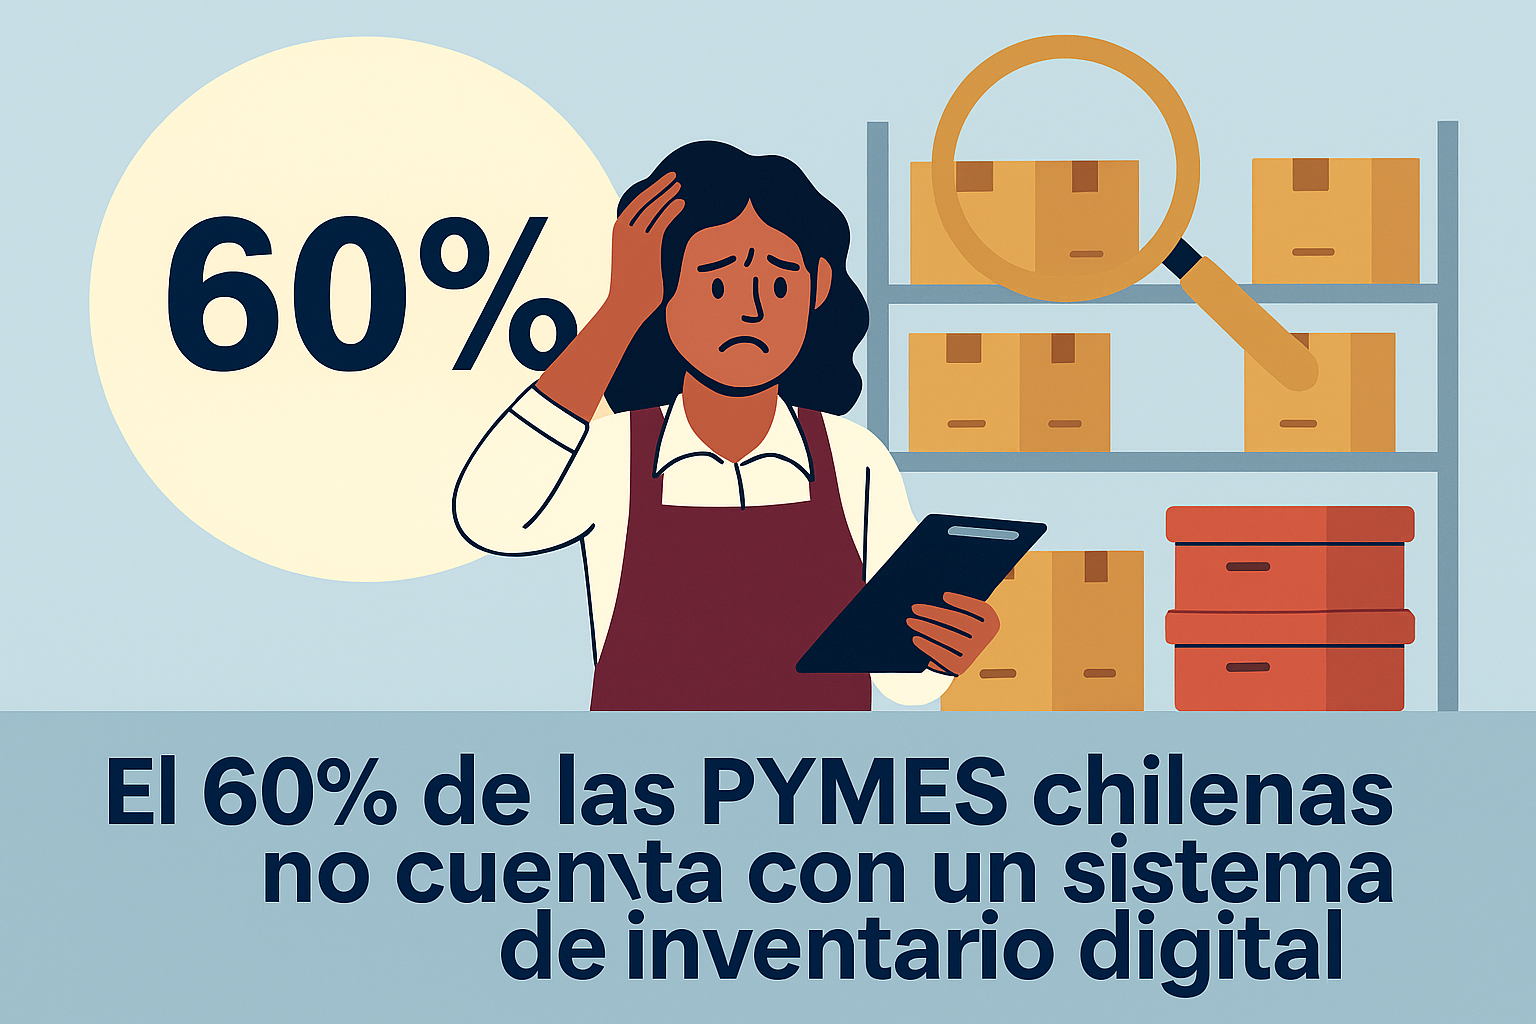 60%
El 60% de las PYMES chilenas
no cuen\ta con un sistema
de inventario digital